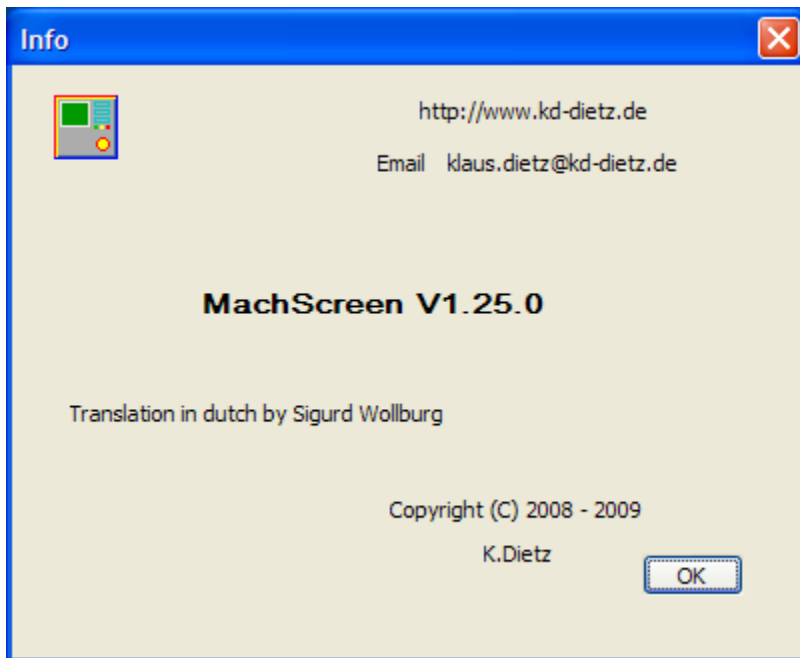 Info
http://www.kd-dietz.de
Email klaus.dietz@kd-dietz.de
MachScreen V1.25.0
Translation in dutch by Sigurd Wollburg
Copyright (C) 2008 - 2009
K.Dietz
OK